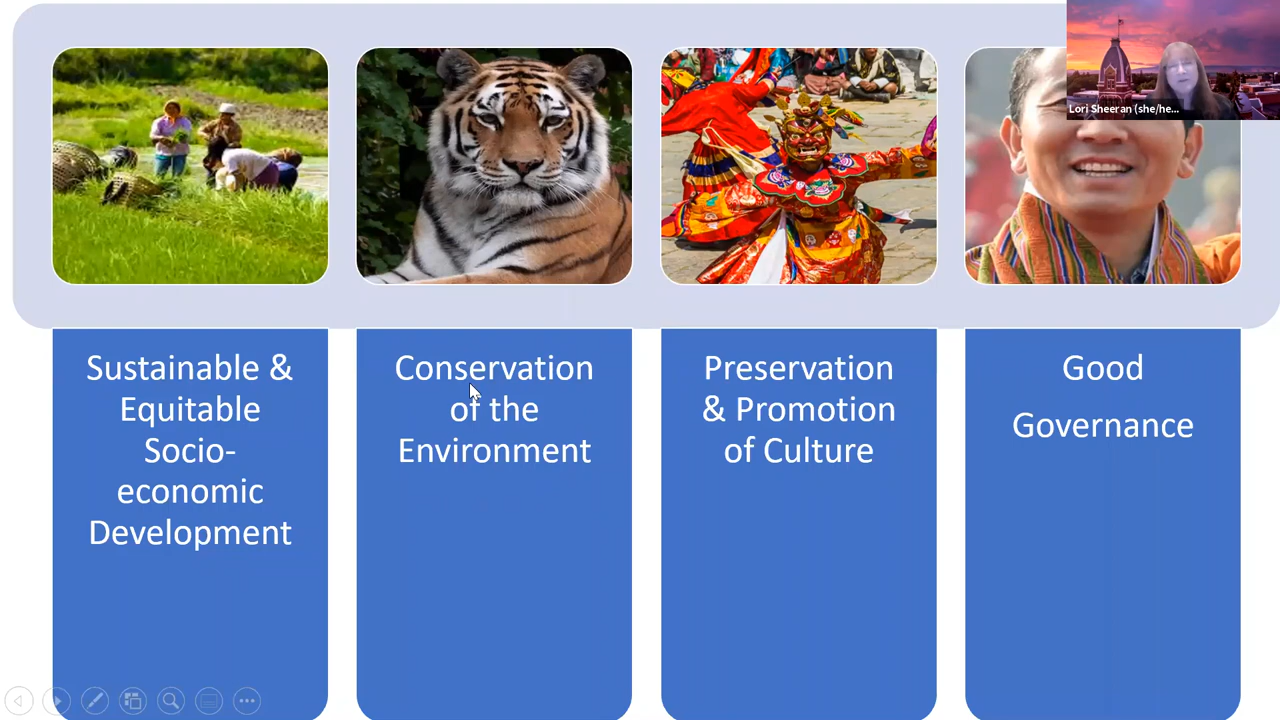 Lori Sheeran (she/he...
Sustainable &
Equitable
Socio-
economic
Development
Conservation
of the
Environment
Preservation
& Promotion
of Culture
Good
Governance